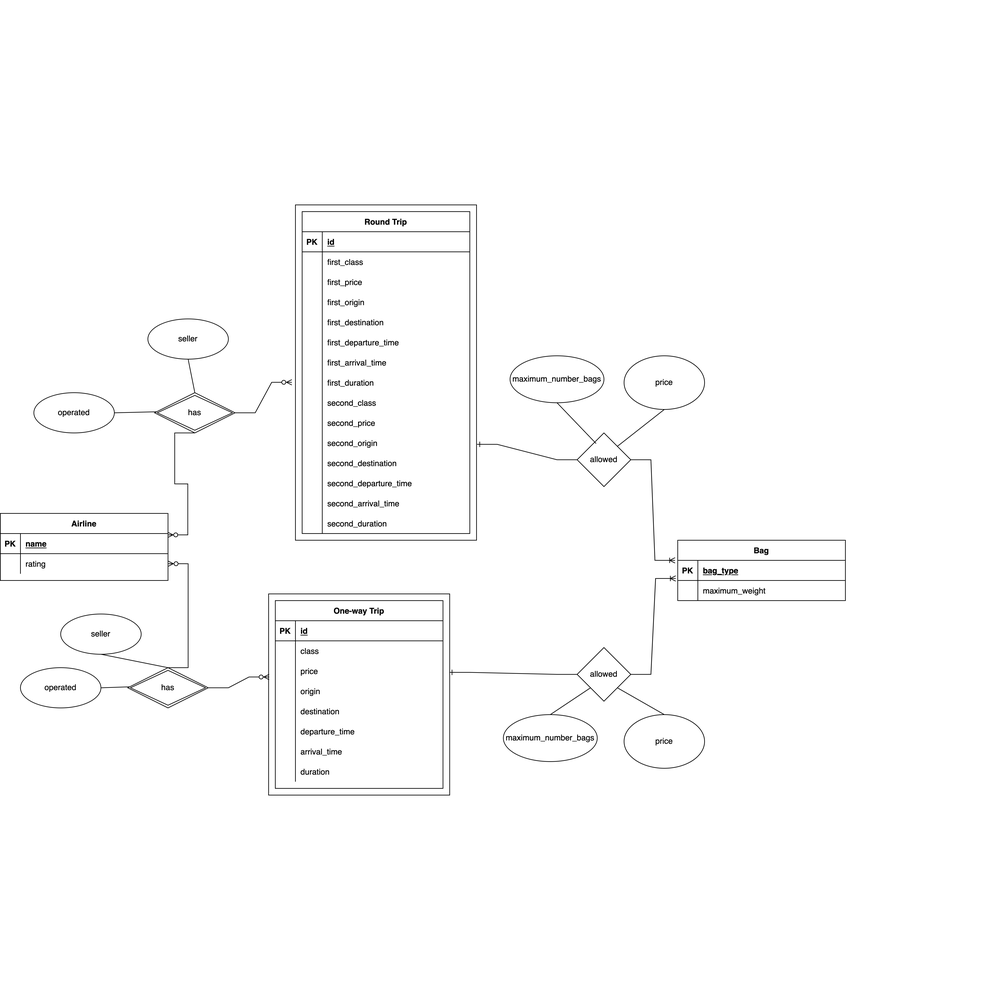 Round Trip
PK id
first_class
first_price
first_origin
first_destination
first_departure_time
first_arrival_time
first_duration
second_class
second_price
second_origin
second_destination
second_departure_time
second_arrival_time
second_duration
seller
operated
has
maximum_number_bags
price
allowed
Airline
PK name
rating
Bag
PK bag_type
maximum_weight
seller
operated
has
One-way Trip
PK id
class
price
origin
destination
departure_time
arrival_time
duration
allowed
maximum_number_bags
price